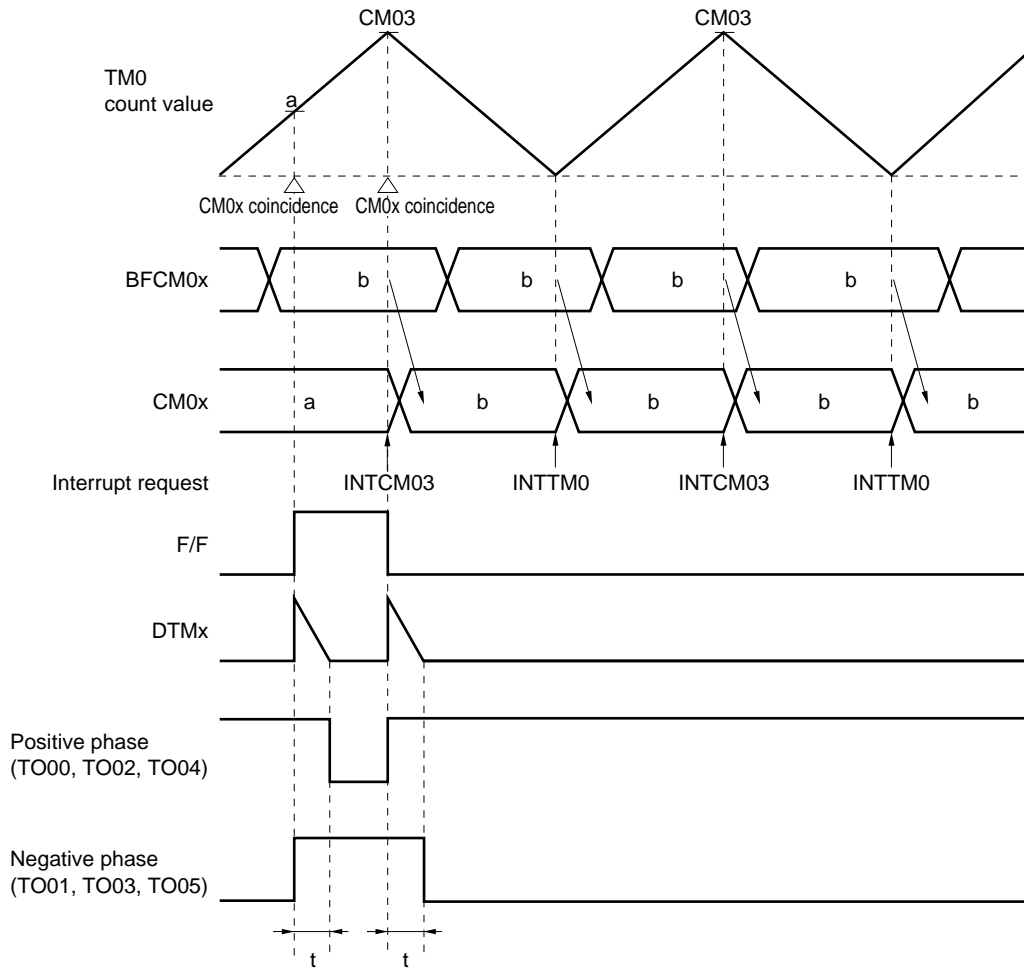 CM03 CM03
TM0
count value
a
CM0x coincidence CM0x coincidence
BFCM0x b b b b
CM0x a b b b b
Interrupt request INTCM03 INTTM0 INTCM03 INTTM0
F/F
DTMx
Positive phase
(TO00, TO02, TO04)
Negative phase
(TO01, TO03, TO05)
t t